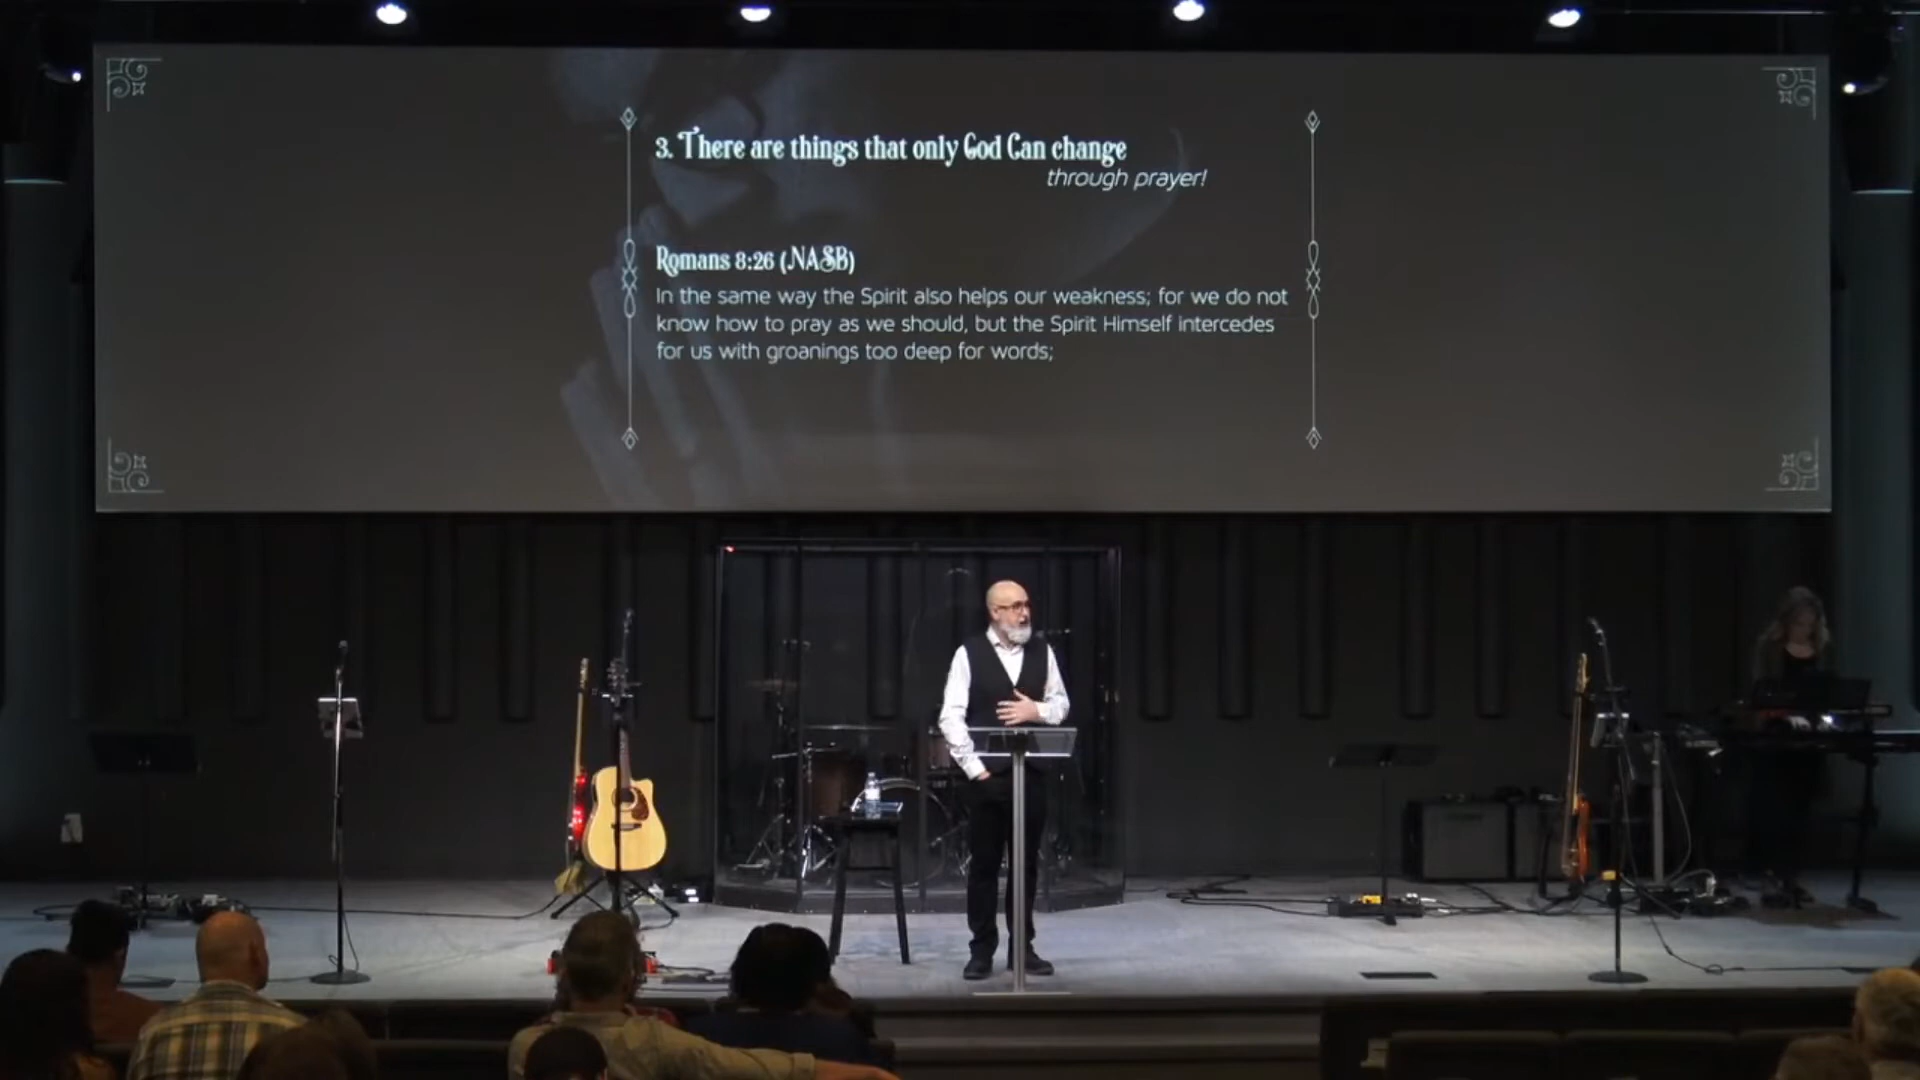 3. There are things that only God Can change
through prayer!
Romans 8:26 (NASB)
In the same way the Spirit also helps our weakness; for we do not
know how to pray as we should, but the Spirit Himself intercedes
for us with groanings too deep for words;